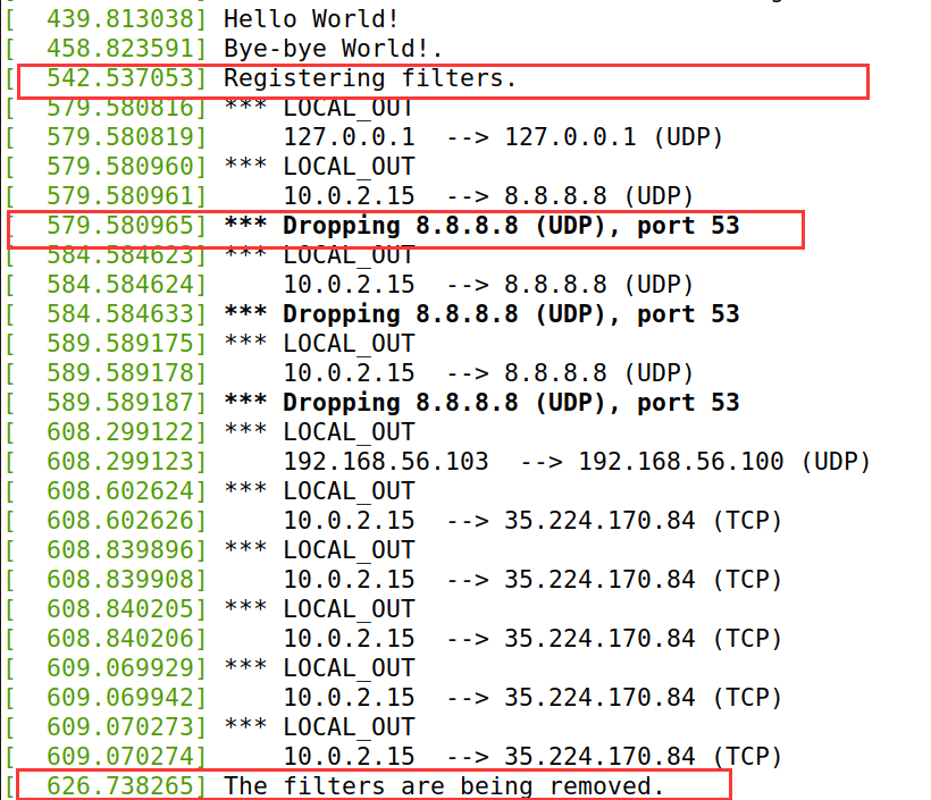 [  439.813038] Hello World!
[  458.823591] Bye-bye World!.
[  542.537053] Registering filters.
[  579.580816] *** LOCAL_OUT
[  579.580819]     127.0.0.1  --> 127.0.0.1 (UDP)
[  579.580960] *** LOCAL_OUT
[  579.580961]     10.0.2.15  --> 8.8.8.8 (UDP)
[  579.580965] *** Dropping 8.8.8.8 (UDP), port 53
[  584.584623] *** LOCAL_OUT
[  584.584624]     10.0.2.15  --> 8.8.8.8 (UDP)
[  584.584633] *** Dropping 8.8.8.8 (UDP), port 53
[  589.589175] *** LOCAL_OUT
[  589.589178]     10.0.2.15  --> 8.8.8.8 (UDP)
[  589.589187] *** Dropping 8.8.8.8 (UDP), port 53
[  608.299122] *** LOCAL_OUT
[  608.299123]     192.168.56.103  --> 192.168.56.100 (UDP)
[  608.602624] *** LOCAL_OUT
[  608.602626]     10.0.2.15  --> 35.224.170.84 (TCP)
[  608.839896] *** LOCAL_OUT
[  608.839908]     10.0.2.15  --> 35.224.170.84 (TCP)
[  608.840205] *** LOCAL_OUT
[  608.840206]     10.0.2.15  --> 35.224.170.84 (TCP)
[  609.069929] *** LOCAL_OUT
[  609.069942]     10.0.2.15  --> 35.224.170.84 (TCP)
[  609.070273] *** LOCAL_OUT
[  609.070274]     10.0.2.15  --> 35.224.170.84 (TCP)
[  626.738265] The filters are being removed.